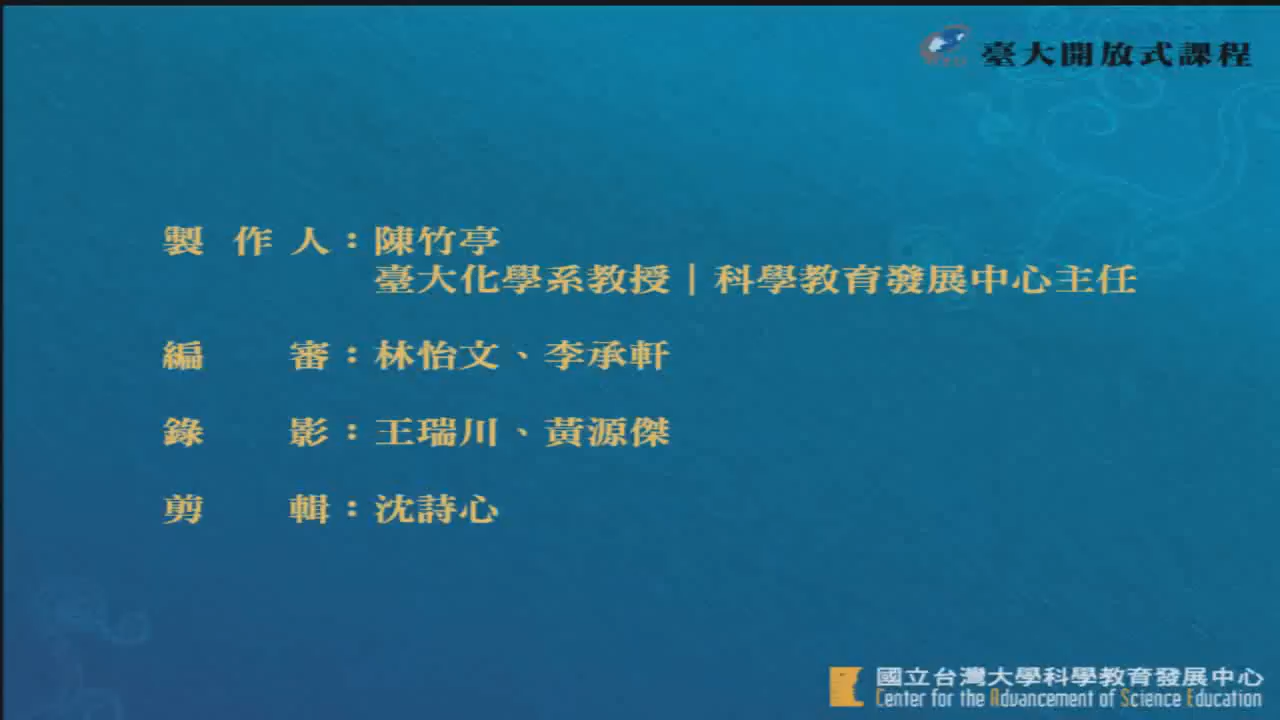 臺大開放式課程
製作人：陳竹亭
臺大化學系教授｜科學教育發展中心主任
編審：林怡文、李承軒
錄影：王瑞川、黃源傑
剪輯：沈詩心
國立台灣大學科學教育發展中心
Center for the Advancement of Science Education